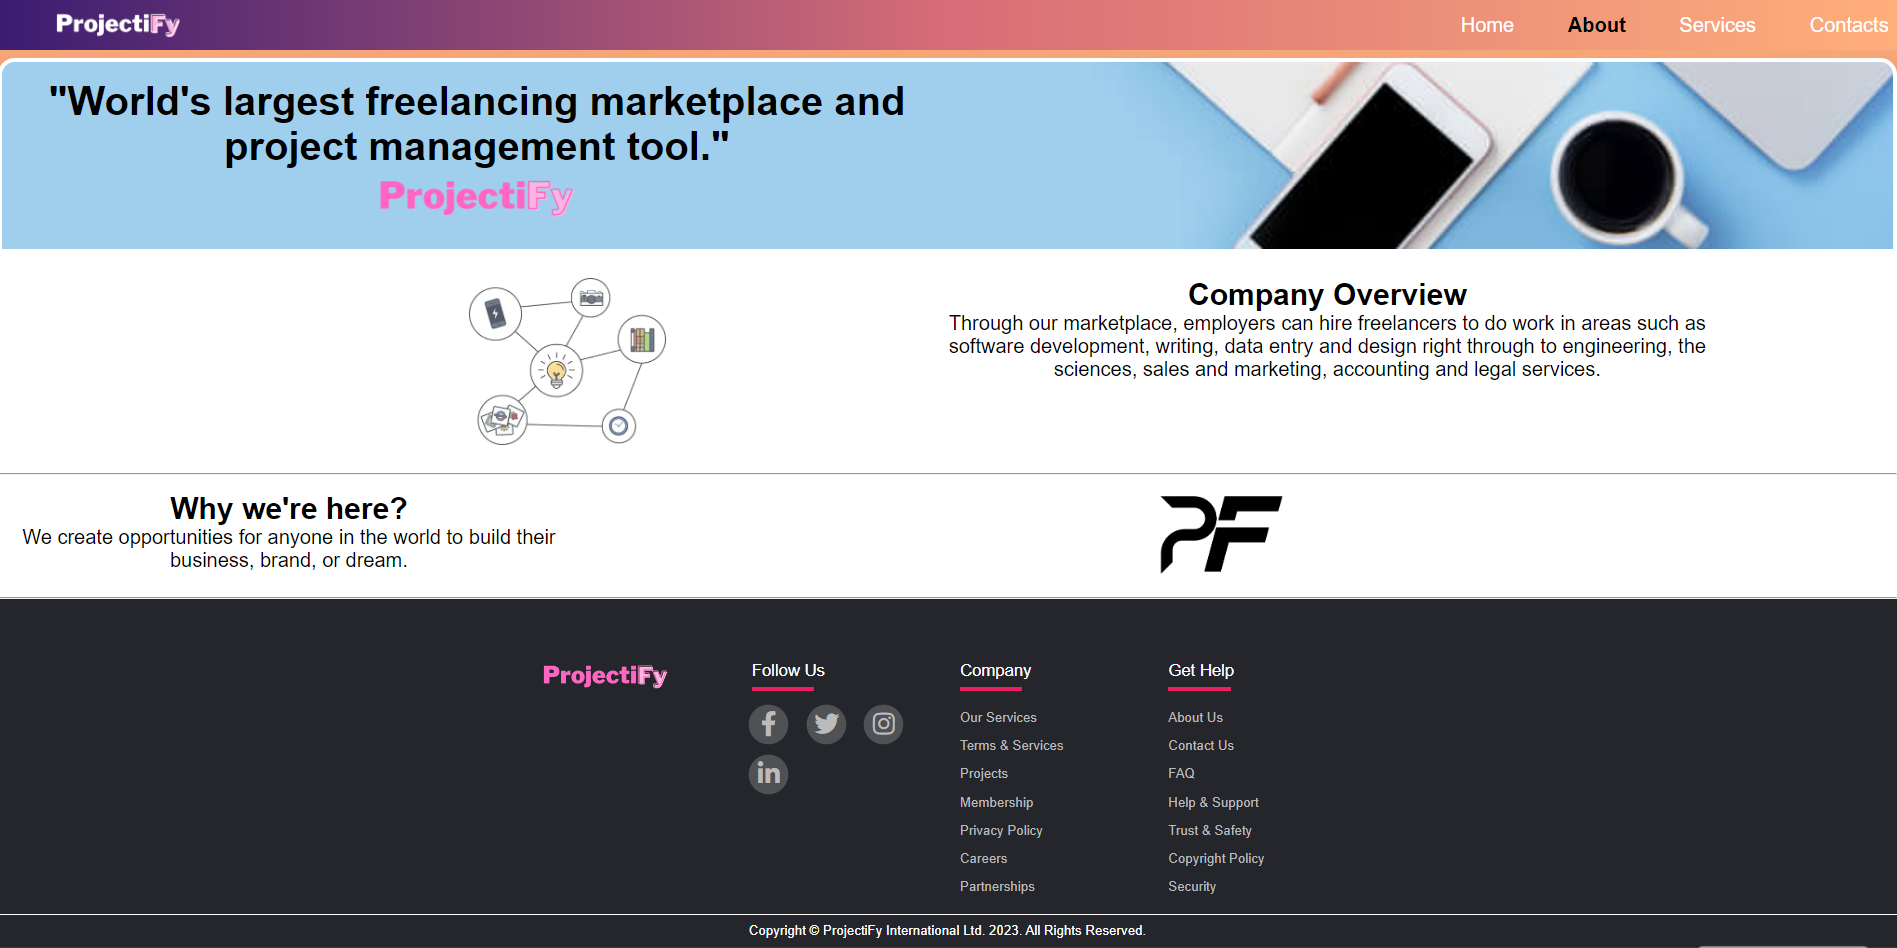 ProjectiFy
Home About Services Contacts
"World's largest freelancing marketplace and
project management tool."
ProjectiFy
Company Overview
Through our marketplace, employers can hire freelancers to do work in areas such as
software development, writing, data entry and design right through to engineering, the
sciences, sales and marketing, accounting and legal services.
Why we're here?
We create opportunities for anyone in the world to build their
business, brand, or dream.
PF
ProjectiFy
Follow Us
Company
Our Services
Terms & Services
Projects
Membership
Privacy Policy
Careers
Partnerships
Get Help
About Us
Contact Us
FAQ
Help & Support
Trust & Safety
Copyright Policy
Security
Copyright © ProjectiFy International Ltd. 2023. All Rights Reserved.